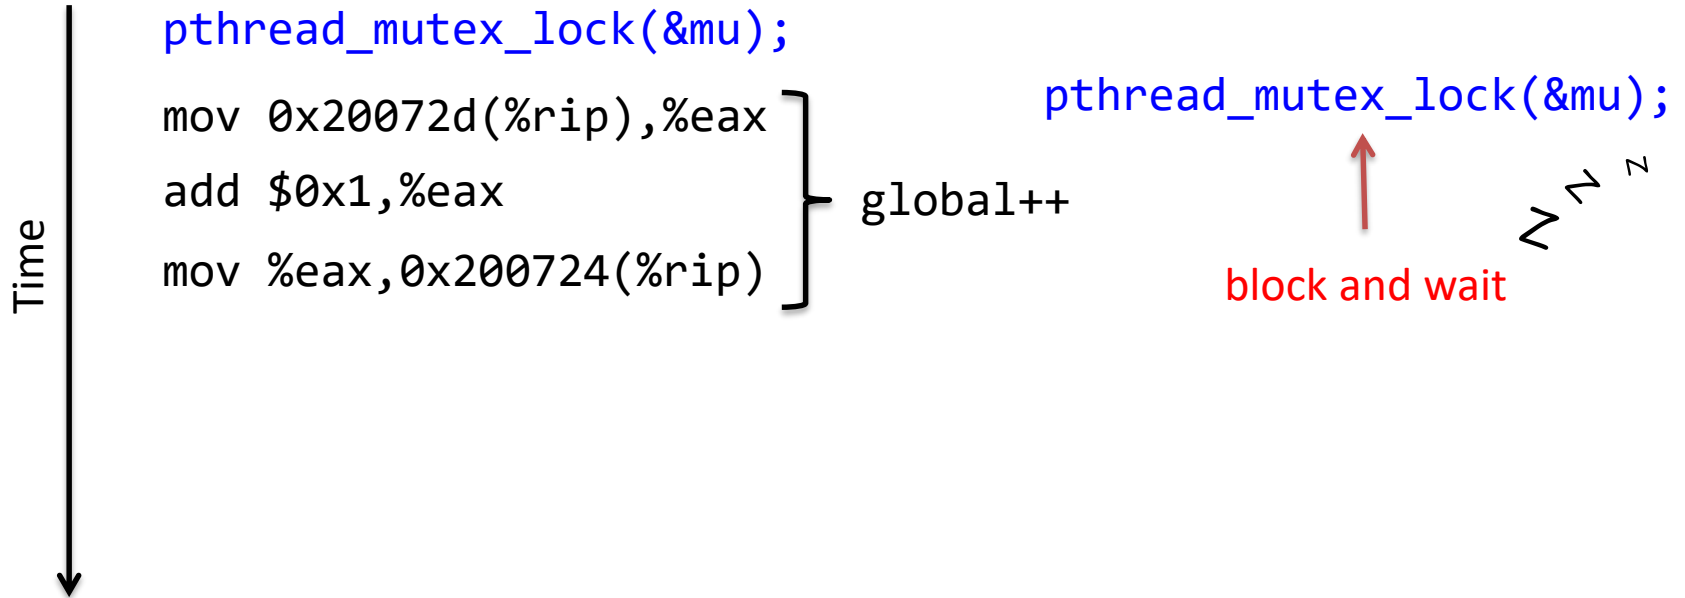 pthread_mutex_lock(&mu);
mov 0x20072d(%rip),%eax
add $0x1,%eax
mov %eax,0x200724(%rip)
global++
pthread_mutex_lock(&mu);
block and wait
Z Z Z
Time